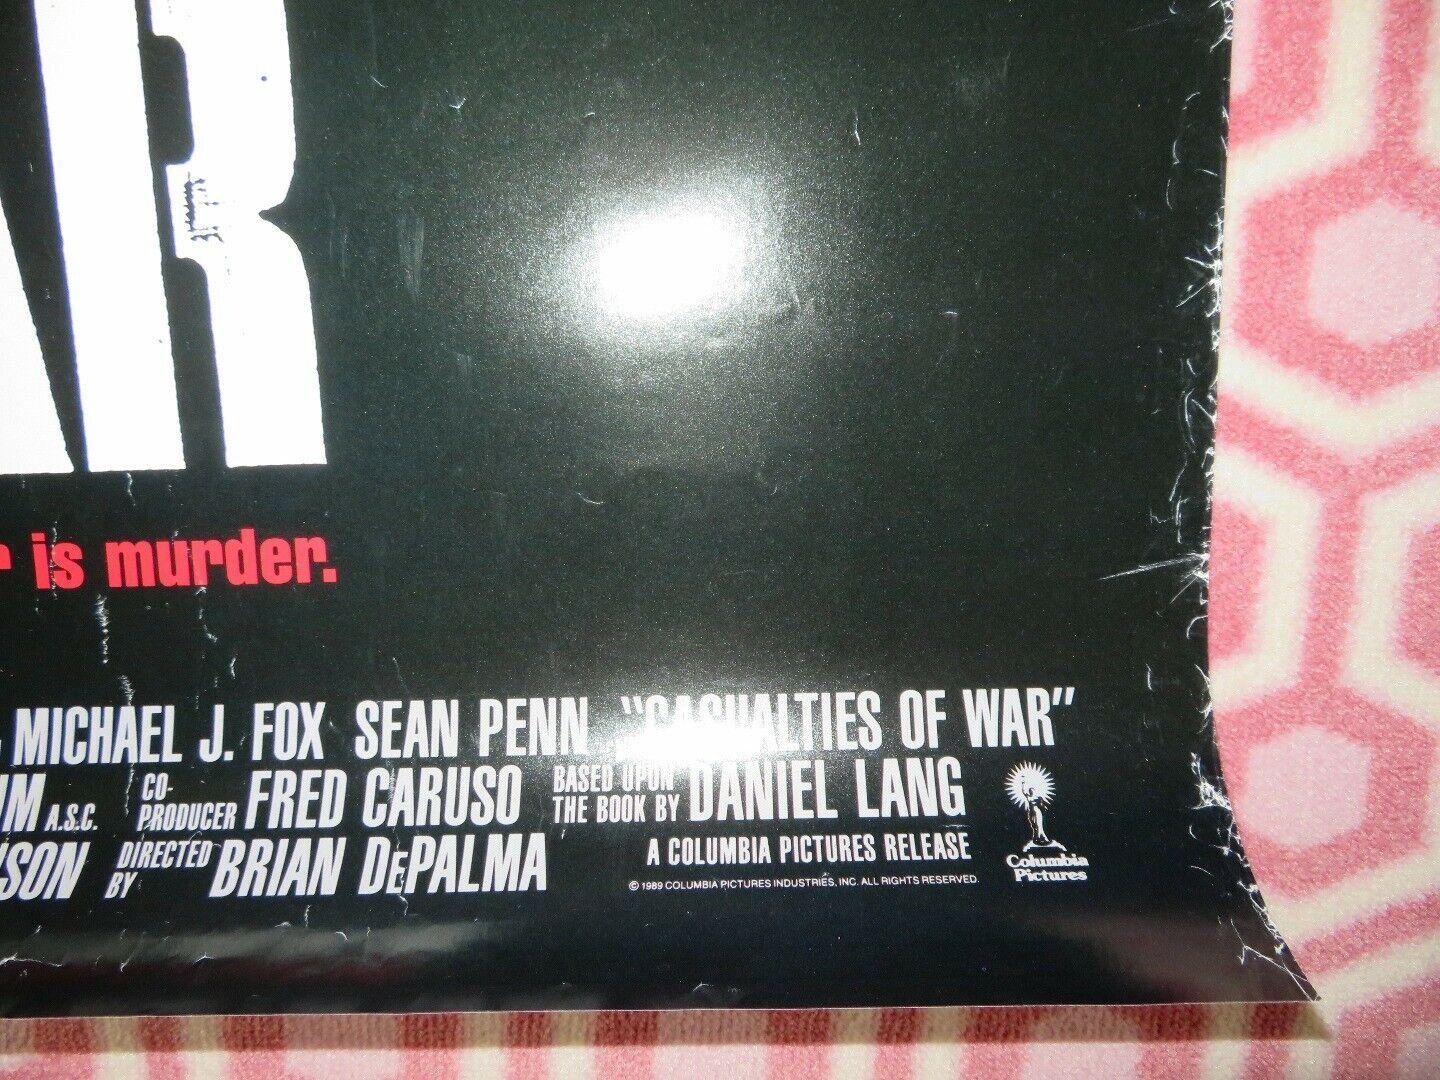 AR
is murder.
MICHAEL J. FOX SEAN PENN "CASUALTIES OF WAR"
A.S.C. CO-PRODUCER FRED CARUSO BASED UPON THE BOOK BY DANIEL LANG
DIRECTED BY BRIAN DePALMA A COLUMBIA PICTURES RELEASE
© 1989 COLUMBIA PICTURES INDUSTRIES, INC. ALL RIGHTS RESERVED.
Columbia
Pictures